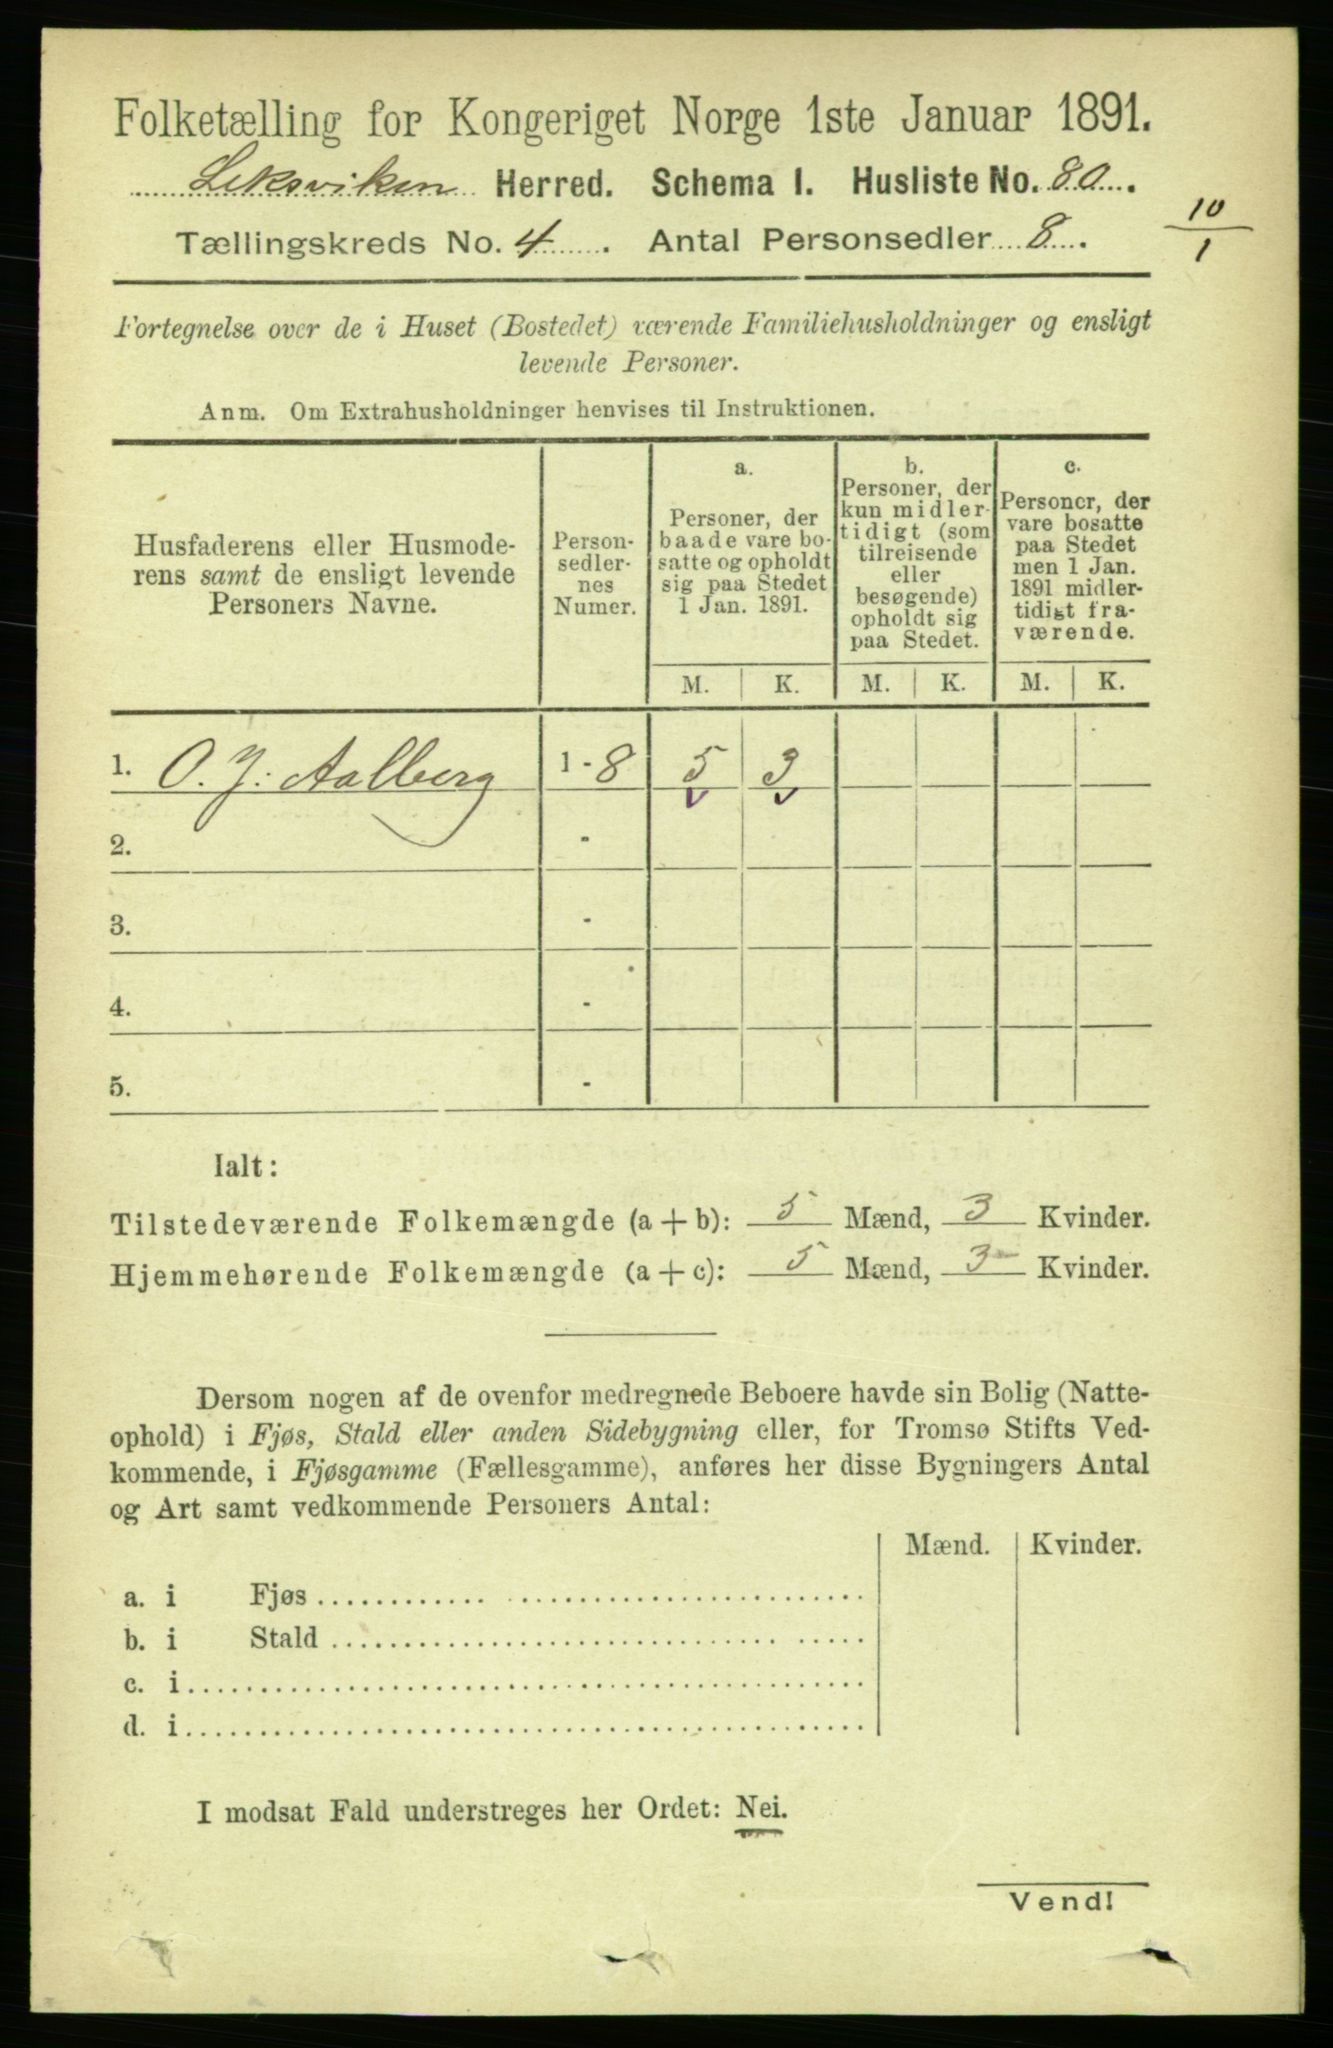 Folketælling for Kongeriget Norge 1ste Januar 1891.
Leksviken Herred. Schema I. Husliste No. 80.
Tællingskreds No. 4. Antal Personsedler 8.
10
1
Fortegnelse over de i Huset (Bostedet) værende Familiehusholdninger og ensligt
levende Personer.
Anm. Om Extrahusholdninger henvises til Instruktionen.
Husfaderens eller Husmode-
rens samt de ensligt levende
Personers Navne.
Person-
sedler-
nes
Numer.
a.
Personer, der
baade vare bo-
satte og opholdt
sig paa Stedet
1 Jan. 1891.
b.
Personer, der
kun midler-
tidigt (som
tilreisende
eller
besøgende)
opholdt sig
paa Stedet.
c.
Personer, der
vare bosatte
paa Stedet
men 1 Jan.
1891 midler-
tidigt fra-
værende.
M. K. M. K. M. K.
1. O. J. Aalberg 1 - 8 5 3
2. -
3. -
4. -
5. -
Ialt:
Tilstedeværende Folkemængde (a + b): 5 Mænd, 3 Kvinder.
Hjemmehørende Folkemængde (a + c): 5 Mænd, 3 Kvinder.
Dersom nogen af de ovenfor medregnede Beboere havde sin Bolig (Natte-
ophold) i Fjøs, Stald eller anden Sidebygning eller, for Tromsø Stifts Ved-
kommende, i Fjøsgamme (Fællesgamme), anføres her disse Bygningers Antal
og Art samt vedkommende Personers Antal:
Mænd. Kvinder.
a. i Fjøs
b. i Stald
c. i
d. i
I modsat Fald understreges her Ordet: Nei.
Vend!